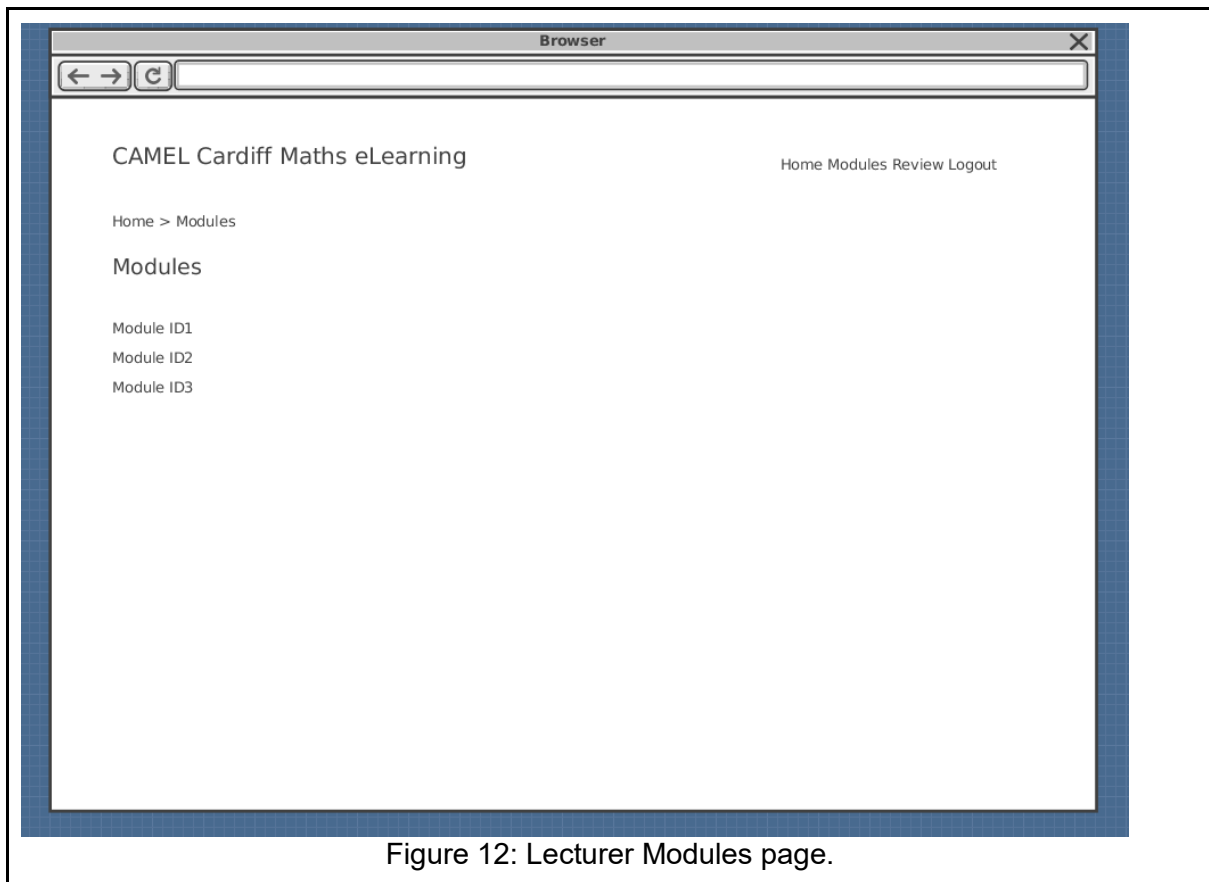 Browser
CAMEL Cardiff Maths eLearning
Home Modules Review Logout
Home > Modules
Modules
Module ID1
Module ID2
Module ID3
Figure 12: Lecturer Modules page.